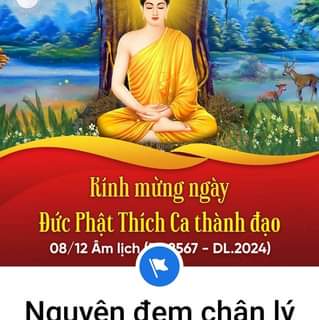 Kính mừng ngày
Đức Phật Thích Ca thành đạo
08/12 Âm lịch ( 2567 - DL.2024)
Nguyện đem chân lý